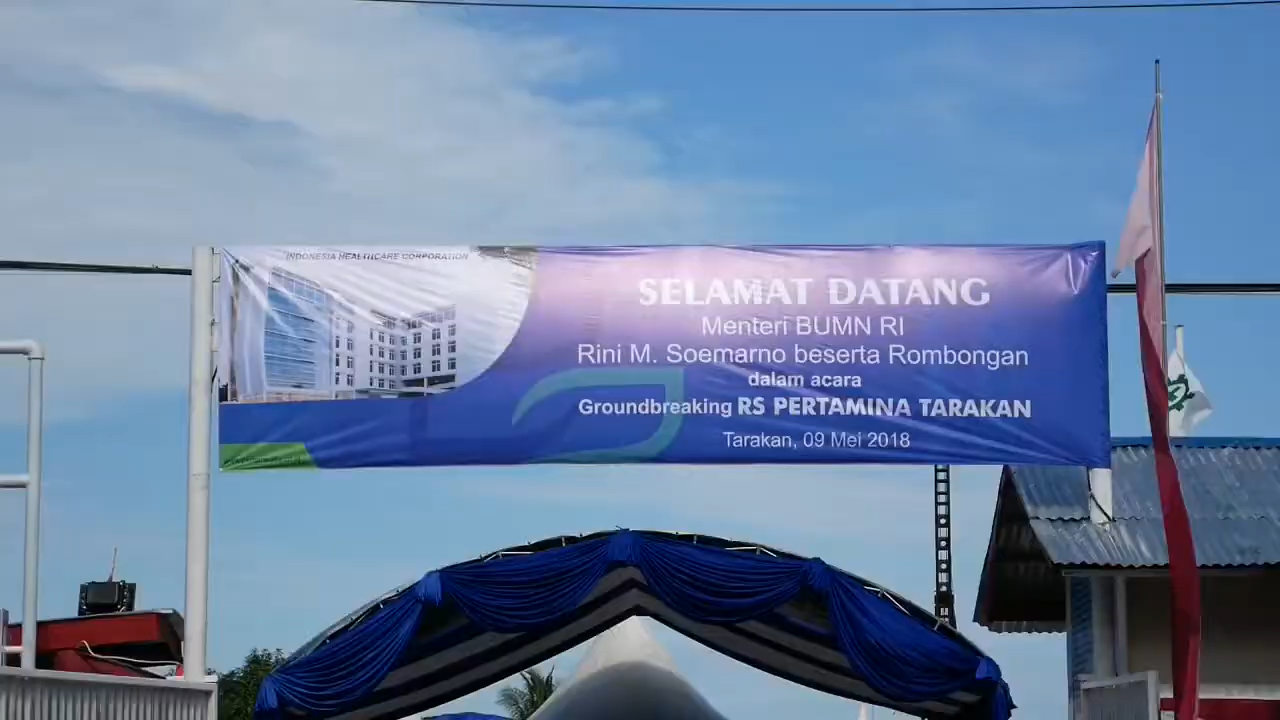 INDONESIA HEALTHCARE CORPORATION
SELAMAT DATANG
Menteri BUMN RI
Rini M. Soemarno beserta Rombongan
dalam acara
Groundbreaking RS PERTAMINA TARAKAN
Tarakan, 09 Mei 2018